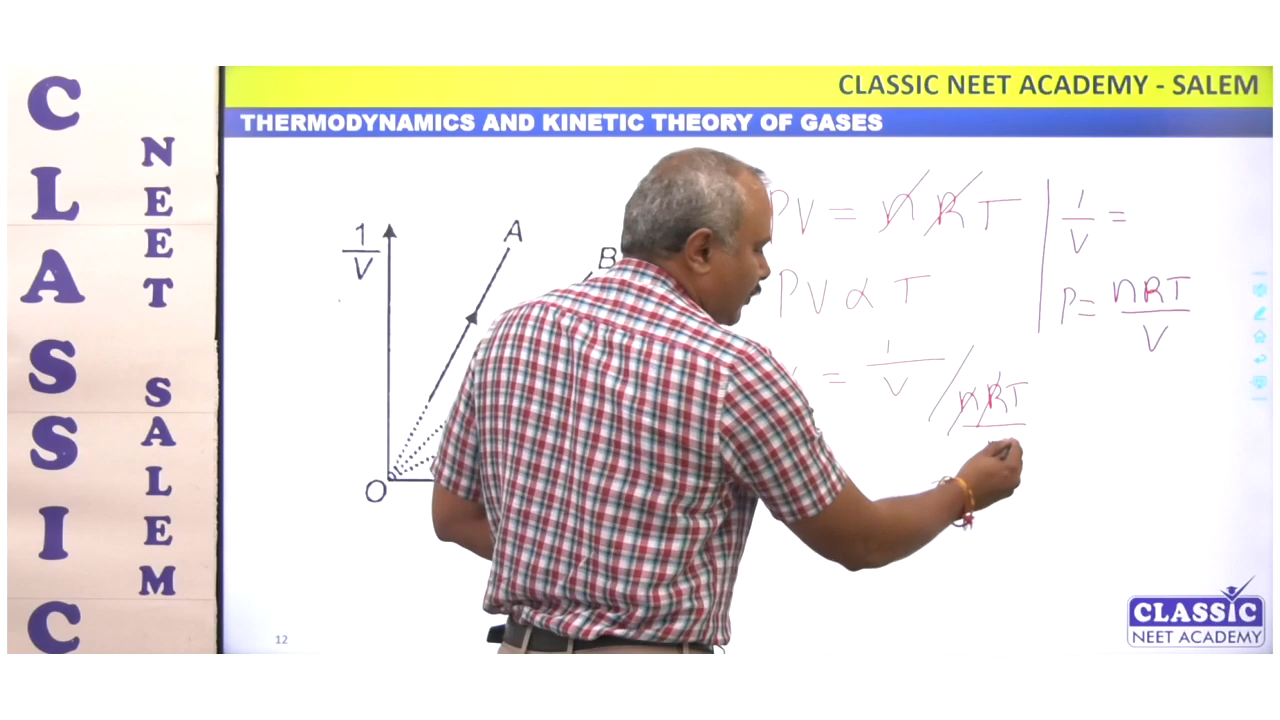 CLASSIC
NEET SALEM
CLASSIC NEET ACADEMY - SALEM
THERMODYNAMICS AND KINETIC THEORY OF GASES
1/V
A
B
O
PV = nRT
PV ∝ T
= 1/V / nRT
1/V =
P = nRT/V
12
CLASSIC
NEET ACADEMY